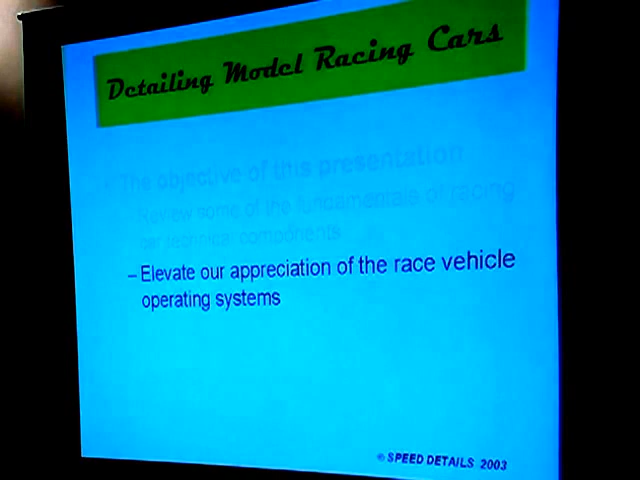 Detailing Model Racing Cars
• The objective of this presentation
– Review some of the fundamentals of racing
car technical components
– Elevate our appreciation of the race vehicle
operating systems
© SPEED DETAILS 2003